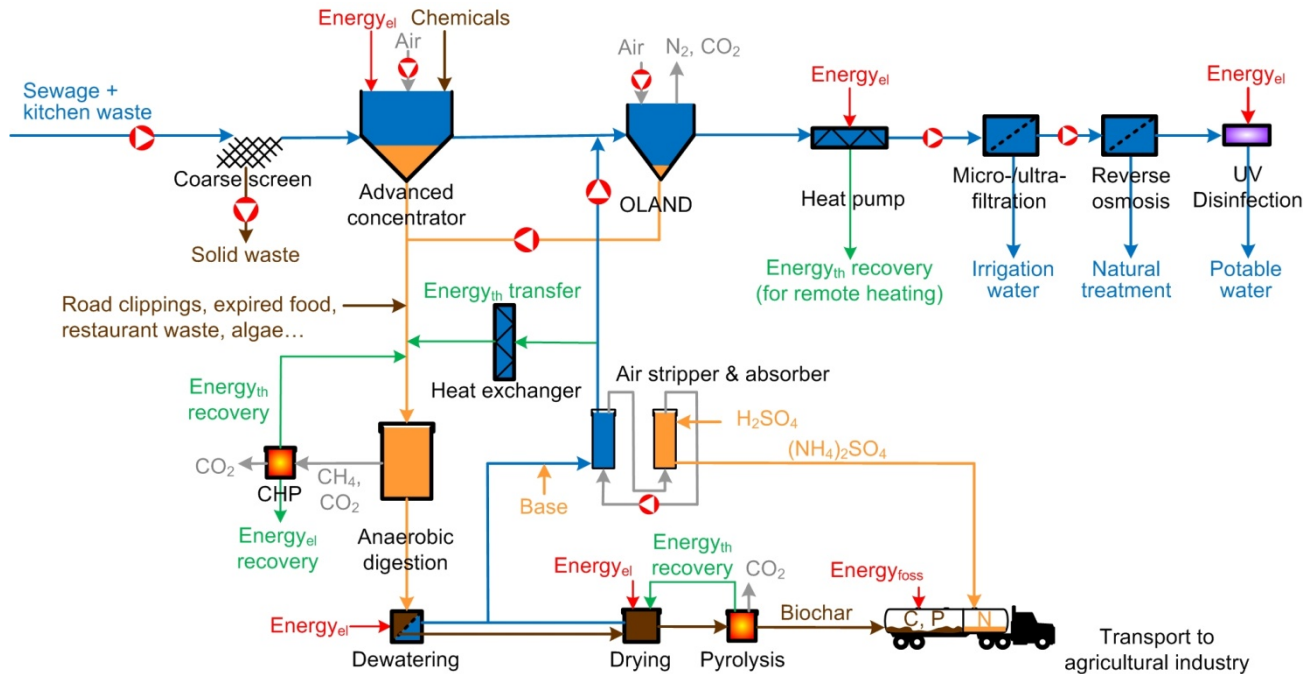 Energyel
Chemicals
Air
Air
N2, CO2
Energyel
Energyel
Sewage +
kitchen waste
Coarse screen
Advanced
concentrator
OLAND
Heat pump
Micro-/ultra-
filtration
Reverse
osmosis
UV
Disinfection
Solid waste
Energyth recovery
(for remote heating)
Irrigation
water
Natural
treatment
Potable
water
Road clippings, expired food,
restaurant waste, algae…
Energyth transfer
Heat exchanger
Air stripper & absorber
Energyth
recovery
H2SO4
(NH4)2SO4
CO2
CHP
CH4,
CO2
Base
Energyel
recovery
Anaerobic
digestion
Energyel
Energyth
recovery
CO2
Energyfoss
Energyel
Biochar
C, P
N
Dewatering
Drying
Pyrolysis
Transport to
agricultural industry